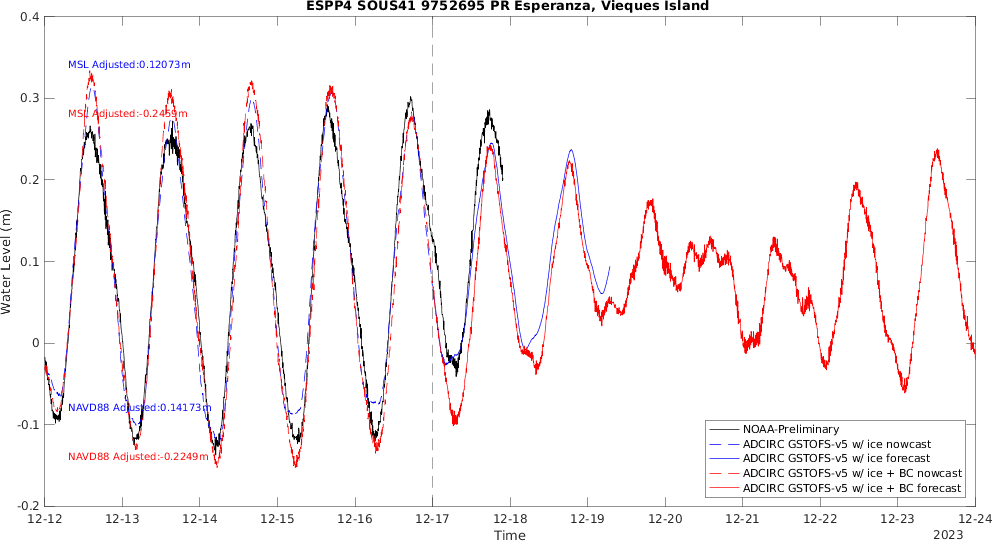 ESPP4 SOUS41 9752695 PR Esperanza, Vieques Island
0.4
0.3
0.2
0.1
0
-0.1
-0.2
Water Level (m)
MSL Adjusted:0.12073m
MSL Adjusted:-0.2459m
NAVD88 Adjusted:0.14173m
NAVD88 Adjusted:-0.2249m
NOAA-Preliminary
ADCIRC GSTOFS-v5 w/ ice nowcast
ADCIRC GSTOFS-v5 w/ ice forecast
ADCIRC GSTOFS-v5 w/ ice + BC nowcast
ADCIRC GSTOFS-v5 w/ ice + BC forecast
12-12 12-13 12-14 12-15 12-16 12-17 12-18 12-19 12-20 12-21 12-22 12-23 12-24
Time
2023